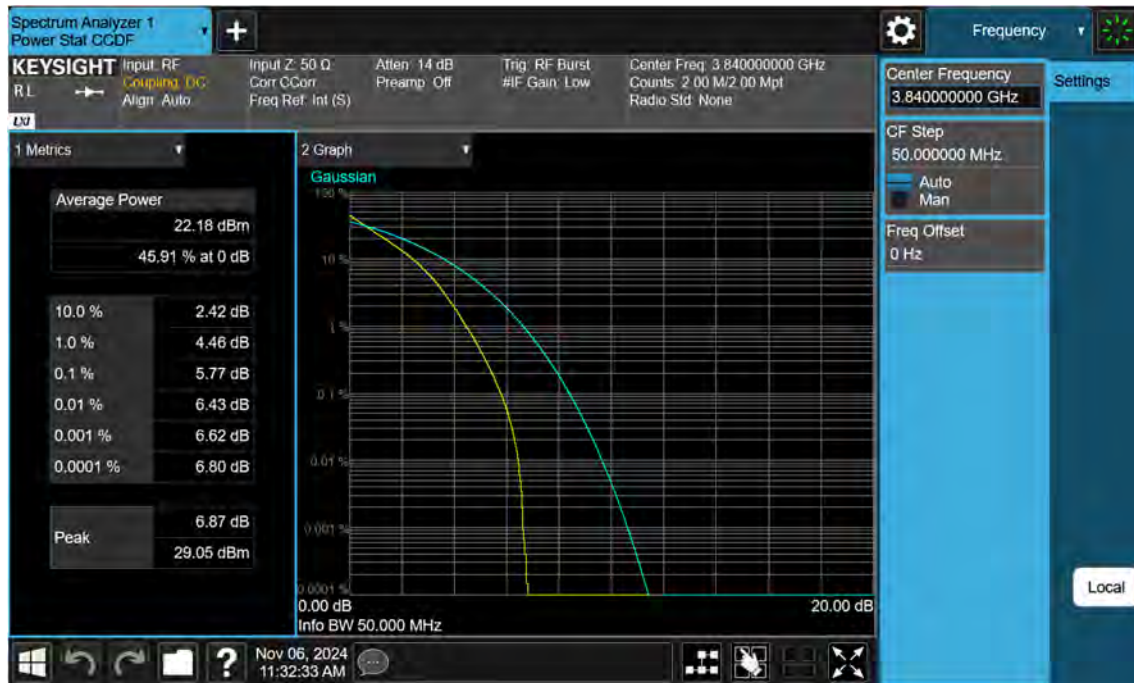 Spectrum Analyzer 1
Power Stat CCDF
Frequency
KEYSIGHT
R L
LXI
Input: RF
Coupling: DC
Align: Auto
Input Z: 50 Ω
Corr CCorr
Freq Ref: Int (S)
Atten: 14 dB
Preamp: Off
Trig: RF Burst
#IF Gain: Low
Center Freq: 3.840000000 GHz
Counts: 2.00 M/2.00 Mpt
Radio Std: None
Center Frequency
3.840000000 GHz
Settings
CF Step
50.000000 MHz
Auto
Man
Freq Offset
0 Hz
1 Metrics
Average Power
22.18 dBm
45.91 % at 0 dB
10.0 % 2.42 dB
1.0 % 4.46 dB
0.1 % 5.77 dB
0.01 % 6.43 dB
0.001 % 6.62 dB
0.0001 % 6.80 dB
Peak
6.87 dB
29.05 dBm
2 Graph
Gaussian
100 %
10 %
1 %
0.1 %
0.01 %
0.001 %
0.0001 %
0.00 dB
20.00 dB
Info BW 50.000 MHz
Local
?
Nov 06, 2024
11:32:33 AM